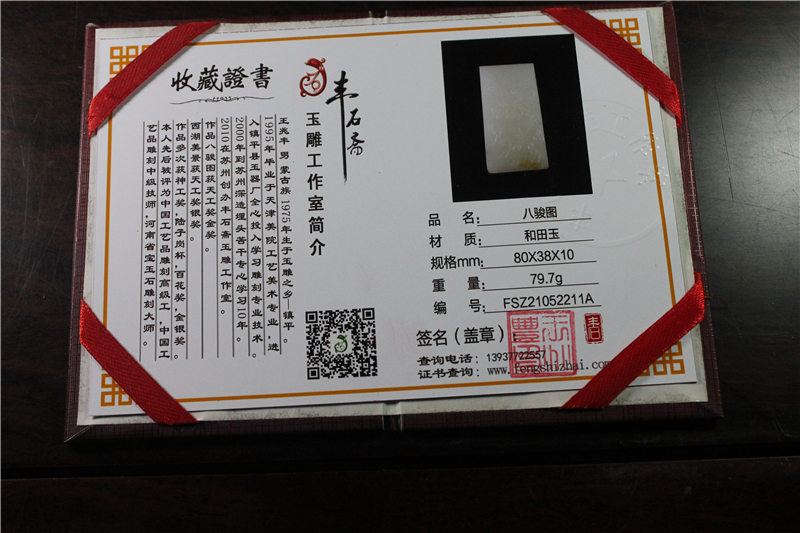 收藏證書
丰石斋
玉雕工作室简介
王兆丰 男 蒙古族 1975年生于玉雕之乡—镇平。
1995年毕业于天津美院工艺美术专业，进
入镇平县玉器厂全心投入学习雕刻专业技术。
2000年到苏州深造埋头苦干专心学习10年。
2010在苏州创办丰石斋玉雕工作室。
作品八骏图获天工奖金奖。
西湖美景获天工奖银奖。
作品多次获神工奖，陆子岗杯，百花奖，金银奖。
本人先后被评为中国工艺品雕刻高级工，中国工
艺品雕刻中级技师，河南省宝玉石雕刻大师。
品 名： 八骏图
材 质： 和田玉
规格mm： 80X38X10
重 量： 79.7g
编 号： FSZ21052211A
签名（盖章）：
查询电话：13937722557
证书查询：www.fengshizhai.com